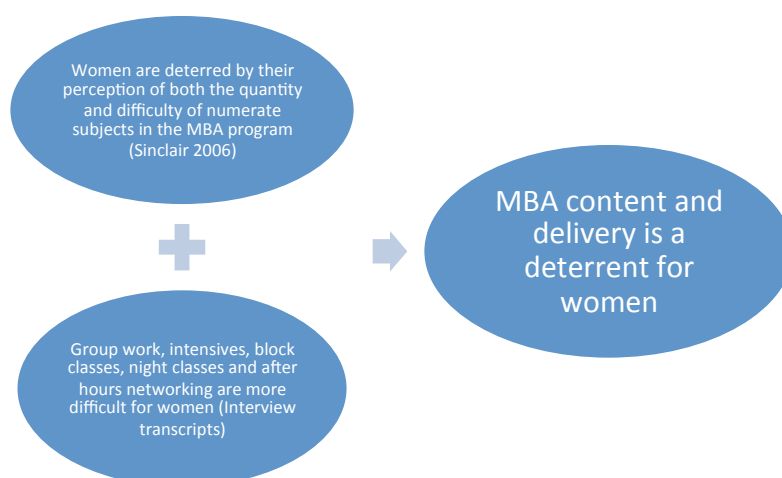 Women are deterred by their
perception of both the quantity
and difficulty of numerate
subjects in the MBA program
(Sinclair 2006)
Group work, intensives, block
classes, night classes and after
hours networking are more
difficult for women (Interview
transcripts)
MBA content and
delivery is a
deterrent for
women